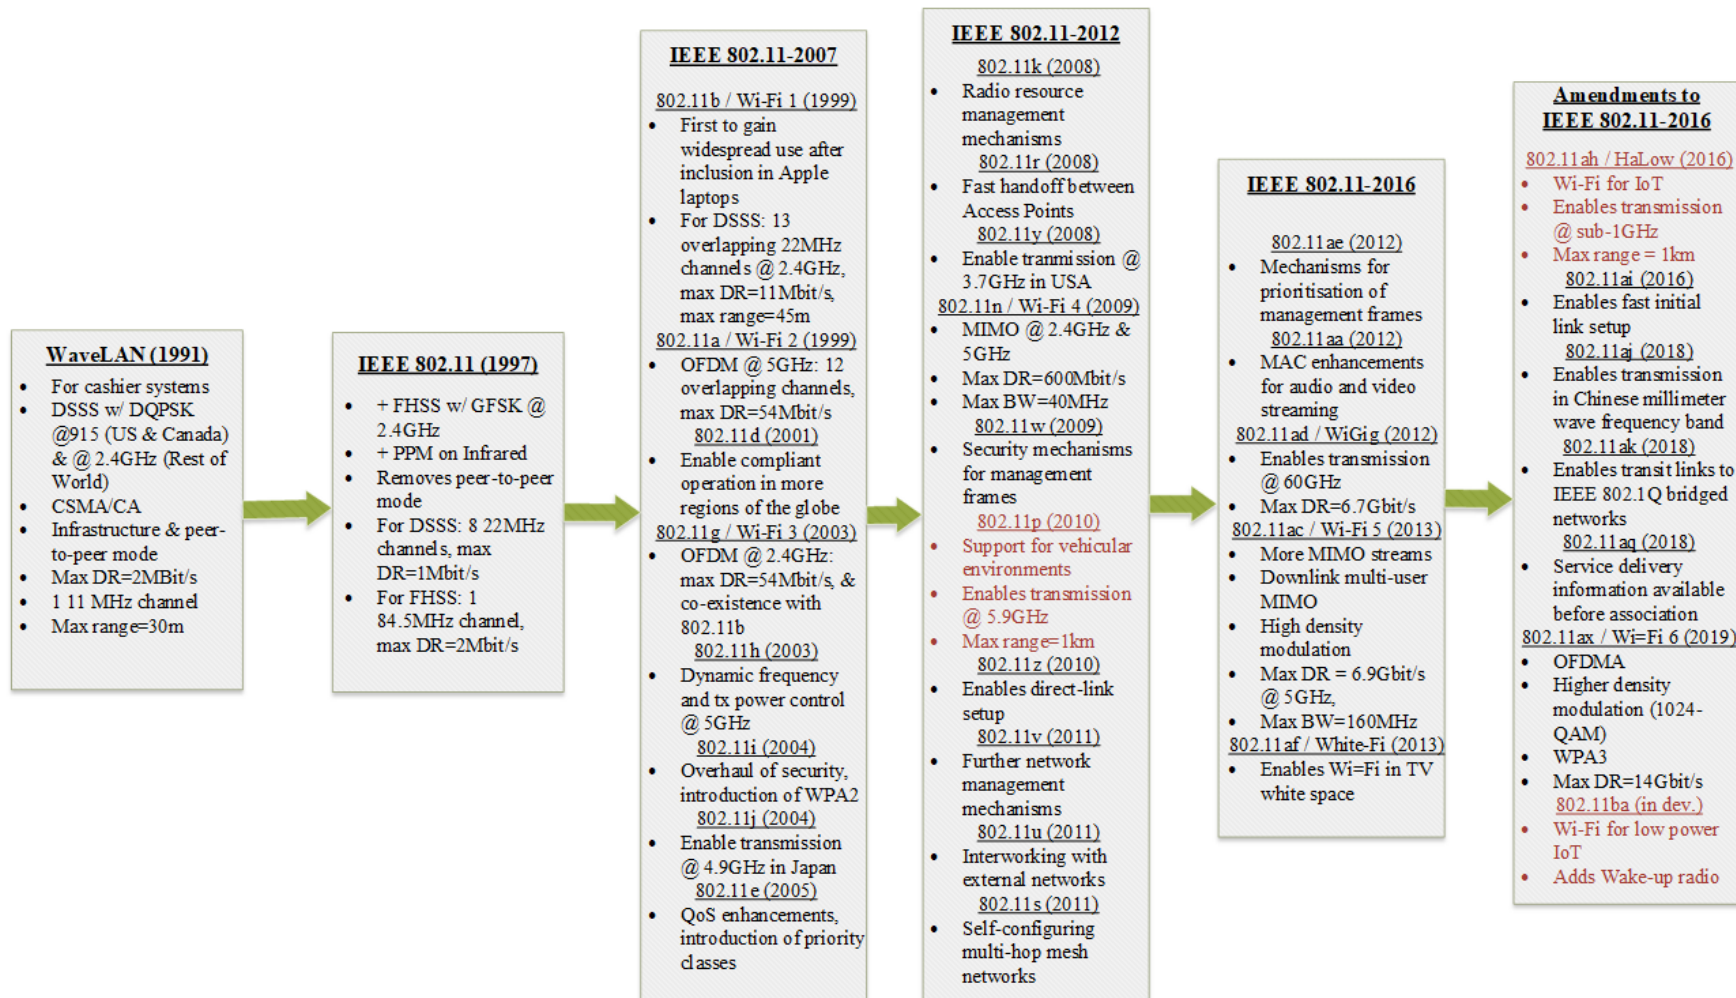 WaveLAN (1991)
For cashier systems
DSSS w/ DQPSK
@915 (US & Canada)
& @ 2.4GHz (Rest of
World)
CSMA/CA
Infrastructure & peer-
to-peer mode
Max DR=2MBit/s
1 11 MHz channel
Max range=30m
IEEE 802.11 (1997)
+ FHSS w/ GFSK @
2.4GHz
+ PPM on Infrared
Removes peer-to-peer
mode
For DSSS: 8 22MHz
channels, max
DR=1Mbit/s
For FHSS: 1
84.5MHz channel,
max DR=2Mbit/s
IEEE 802.11-2007
802.11b / Wi-Fi 1 (1999)
First to gain
widespread use after
inclusion in Apple
laptops
For DSSS: 13
overlapping 22MHz
channels @ 2.4GHz,
max DR=11Mbit/s,
max range=45m
802.11a / Wi-Fi 2 (1999)
OFDM @ 5GHz: 12
overlapping channels,
max DR=54Mbit/s
802.11d (2001)
Enable compliant
operation in more
regions of the globe
802.11g / Wi-Fi 3 (2003)
OFDM @ 2.4GHz:
max DR=54Mbit/s, &
co-existence with
802.11b
802.11h (2003)
Dynamic frequency
and tx power control
@ 5GHz
802.11i (2004)
Overhaul of security,
introduction of WPA2
802.11j (2004)
Enable transmission
@ 4.9GHz in Japan
802.11e (2005)
QoS enhancements,
introduction of priority
classes
IEEE 802.11-2012
802.11k (2008)
Radio resource
management
mechanisms
802.11r (2008)
Fast handoff between
Access Points
802.11y (2008)
Enable tranmission @
3.7GHz in USA
802.11n / Wi-Fi 4 (2009)
MIMO @ 2.4GHz &
5GHz
Max DR=600Mbit/s
Max BW=40MHz
802.11w (2009)
Security mechanisms
for management
frames
802.11p (2010)
Support for vehicular
environments
Enables transmission
@ 5.9GHz
Max range=1km
802.11z (2010)
Enables direct-link
setup
802.11v (2011)
Further network
management
mechanisms
802.11u (2011)
Interworking with
external networks
802.11s (2011)
Self-configuring
multi-hop mesh
networks
IEEE 802.11-2016
802.11ae (2012)
Mechanisms for
prioritisation of
management frames
802.11aa (2012)
MAC enhancements
for audio and video
streaming
802.11ad / WiGig (2012)
Enables transmission
@ 60GHz
Max DR=6.7Gbit/s
802.11ac / Wi-Fi 5 (2013)
More MIMO streams
Downlink multi-user
MIMO
High density
modulation
Max DR = 6.9Gbit/s
@ 5GHz,
Max BW=160MHz
802.11af / White-Fi (2013)
Enables Wi=Fi in TV
white space
Amendments to
IEEE 802.11-2016
802.11ah / HaLow (2016)
Wi-Fi for IoT
Enables transmission
@ sub-1GHz
Max range = 1km
802.11ai (2016)
Enables fast initial
link setup
802.11aj (2018)
Enables transmission
in Chinese millimeter
wave frequency band
802.11ak (2018)
Enables transit links to
IEEE 802.1Q bridged
networks
802.11aq (2018)
Service delivery
information available
before association
802.11ax / Wi=Fi 6 (2019)
OFDMA
Higher density
modulation (1024-
QAM)
WPA3
Max DR=14Gbit/s
802.11ba (in dev.)
Wi-Fi for low power
IoT
Adds Wake-up radio